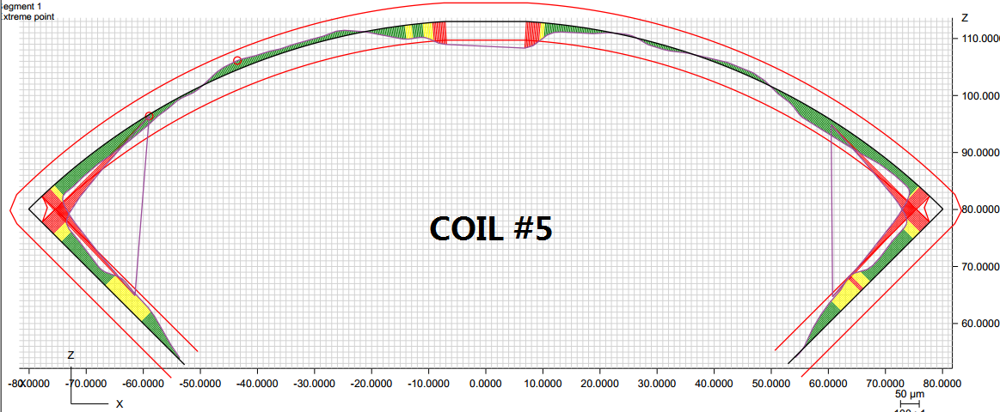 egment 1
xtreme point
Z
110.0000
100.0000
90.0000
80.0000
70.0000
60.0000
COIL #5
Z
X
-80.0000 -70.0000 -60.0000 -50.0000 -40.0000 -30.0000 -20.0000 -10.0000 0.0000 10.0000 20.0000 30.0000 40.0000 50.0000 60.0000 70.0000 80.0000
X
50 µm